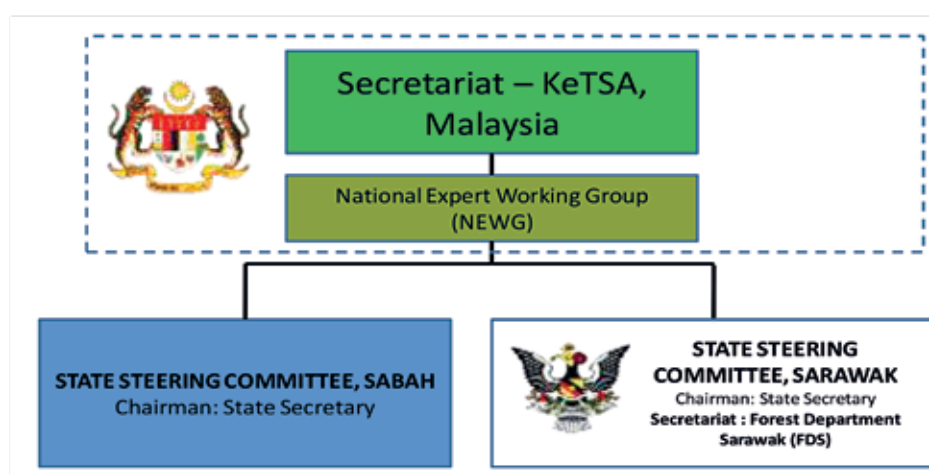 Secretariat – KeTSA,
Malaysia
National Expert Working Group
(NEWG)
STATE STEERING COMMITTEE, SABAH
Chairman: State Secretary
STATE STEERING
COMMITTEE, SARAWAK
Chairman: State Secretary
Secretariat : Forest Department
Sarawak (FDS)